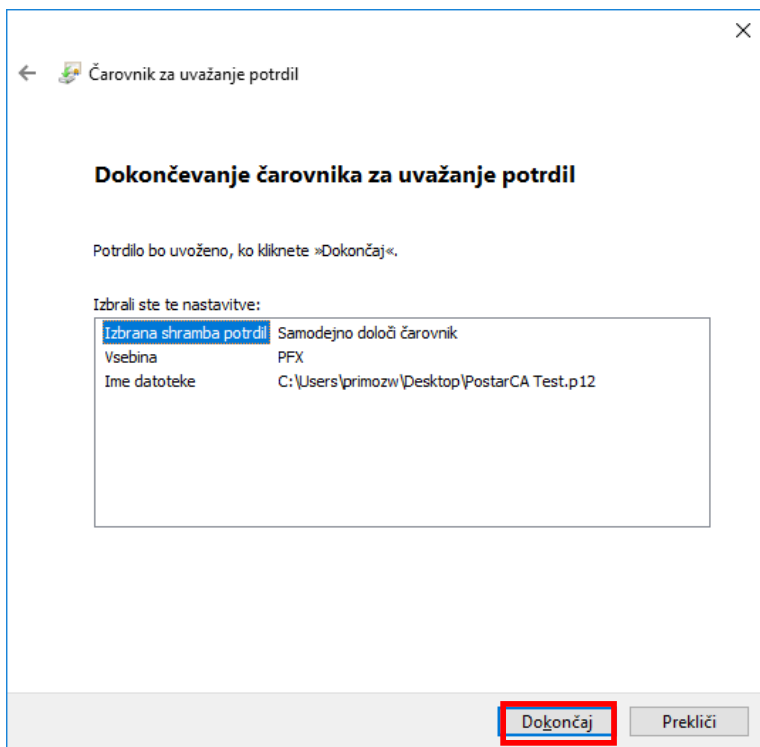 Čarovnik za uvažanje potrdil
Dokončevanje čarovnika za uvažanje potrdil
Potrdilo bo uvoženo, ko kliknete »Dokončaj«.
Izbrali ste te nastavitve:
Izbrana shramba potrdil Samodejno določi čarovnik
Vsebina PFX
Ime datoteke C:\Users\primozw\Desktop\PostarCA Test.p12
Dokončaj Prekliči